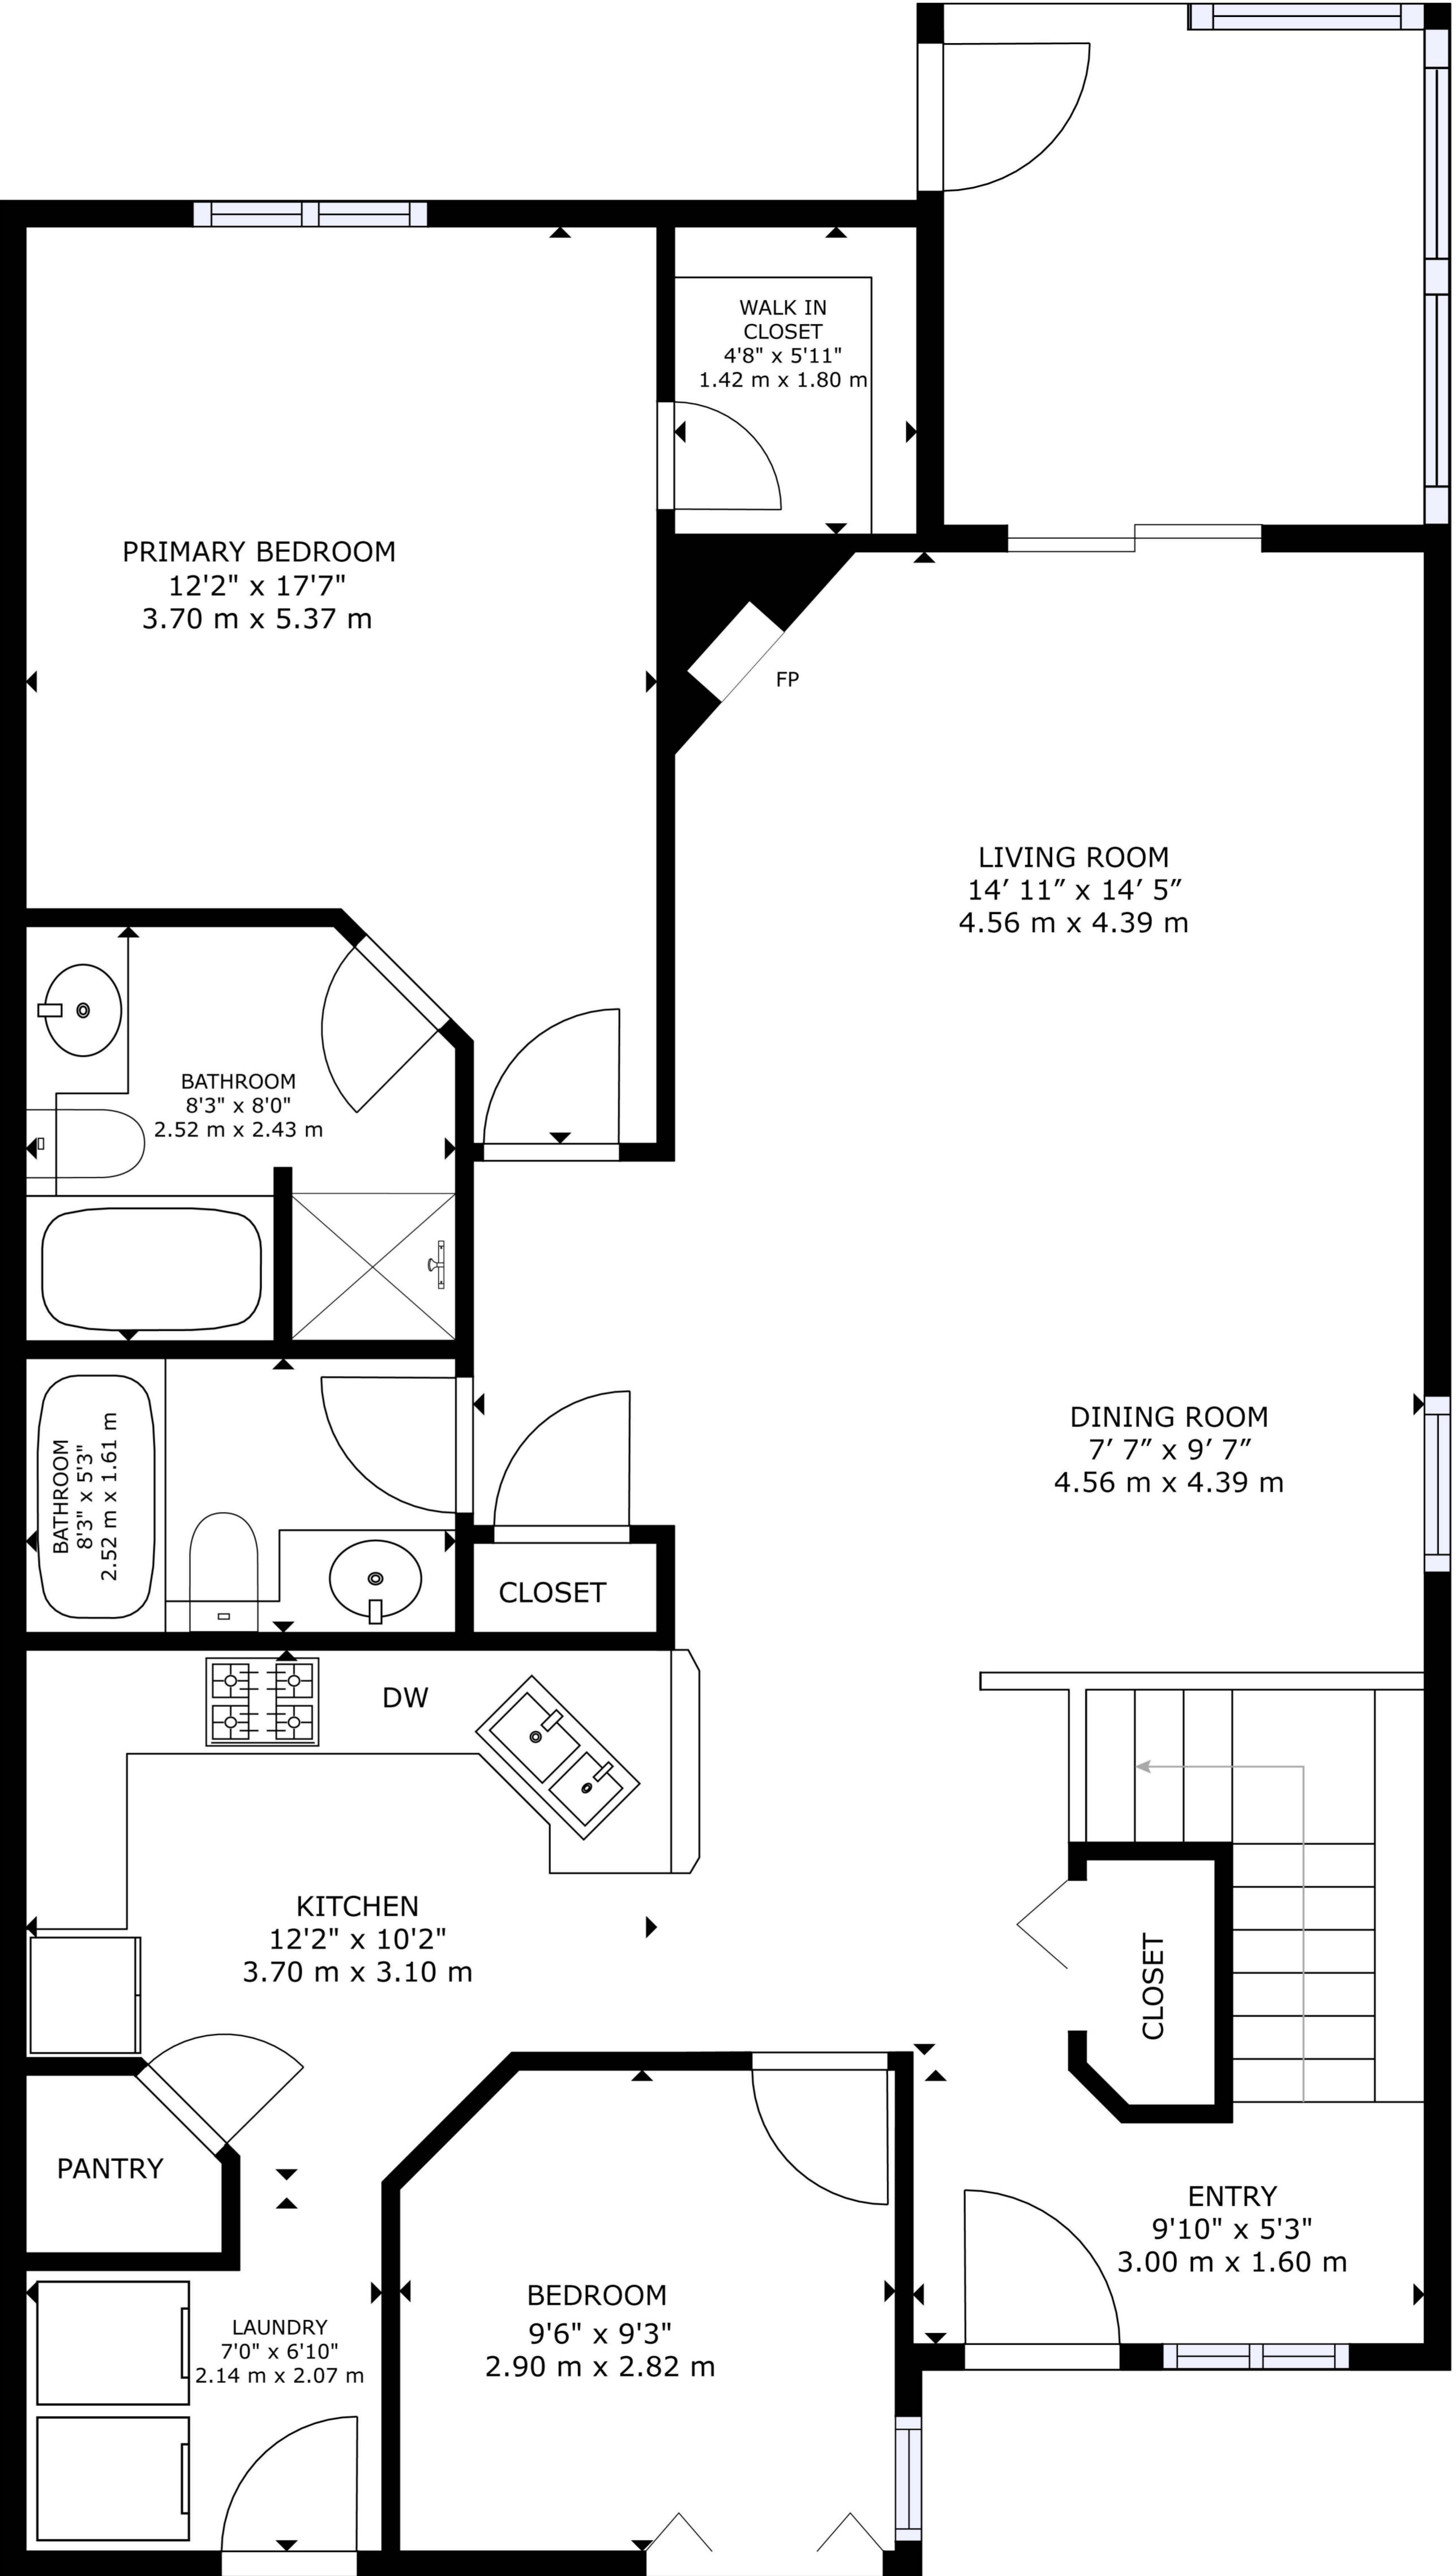 WALK IN
CLOSET
4'8" x 5'11"
1.42 m x 1.80 m
PRIMARY BEDROOM
12'2" x 17'7"
3.70 m x 5.37 m
FP
LIVING ROOM
14′ 11″ x 14′ 5″
4.56 m x 4.39 m
BATHROOM
8'3" x 8'0"
2.52 m x 2.43 m
DINING ROOM
7′ 7″ x 9′ 7″
4.56 m x 4.39 m
BATHROOM
8'3" x 5'3"
2.52 m x 1.61 m
CLOSET
DW
KITCHEN
12'2" x 10'2"
3.70 m x 3.10 m
CLOSET
PANTRY
ENTRY
9'10" x 5'3"
3.00 m x 1.60 m
BEDROOM
9'6" x 9'3"
2.90 m x 2.82 m
LAUNDRY
7'0" x 6'10"
2.14 m x 2.07 m